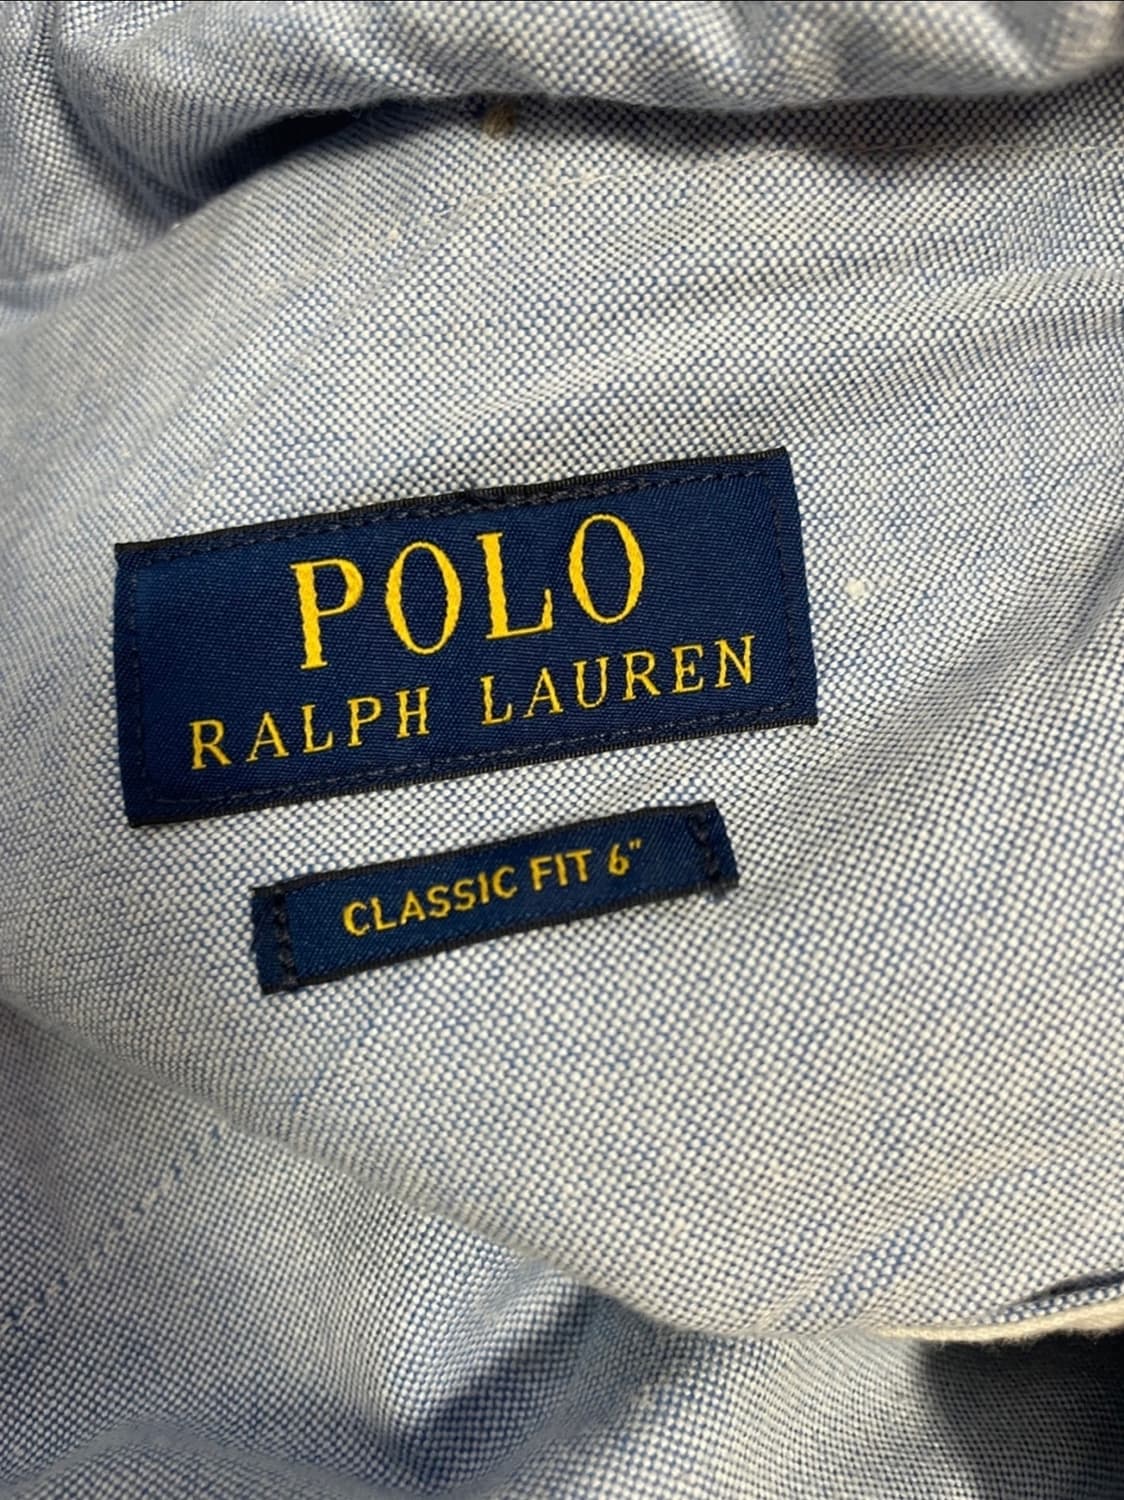 POLO
RALPH LAUREN
CLASSIC FIT 6"